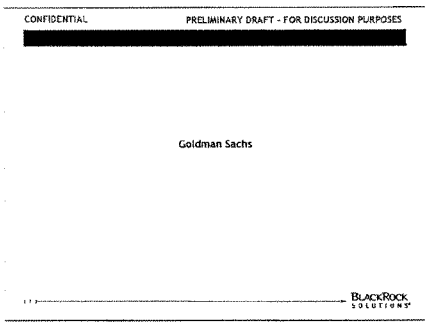 CONFIDENTIAL PRELIMINARY DRAFT - FOR DISCUSSION PURPOSES
Goldman Sachs
BLACKROCK
SOLUTIONS®